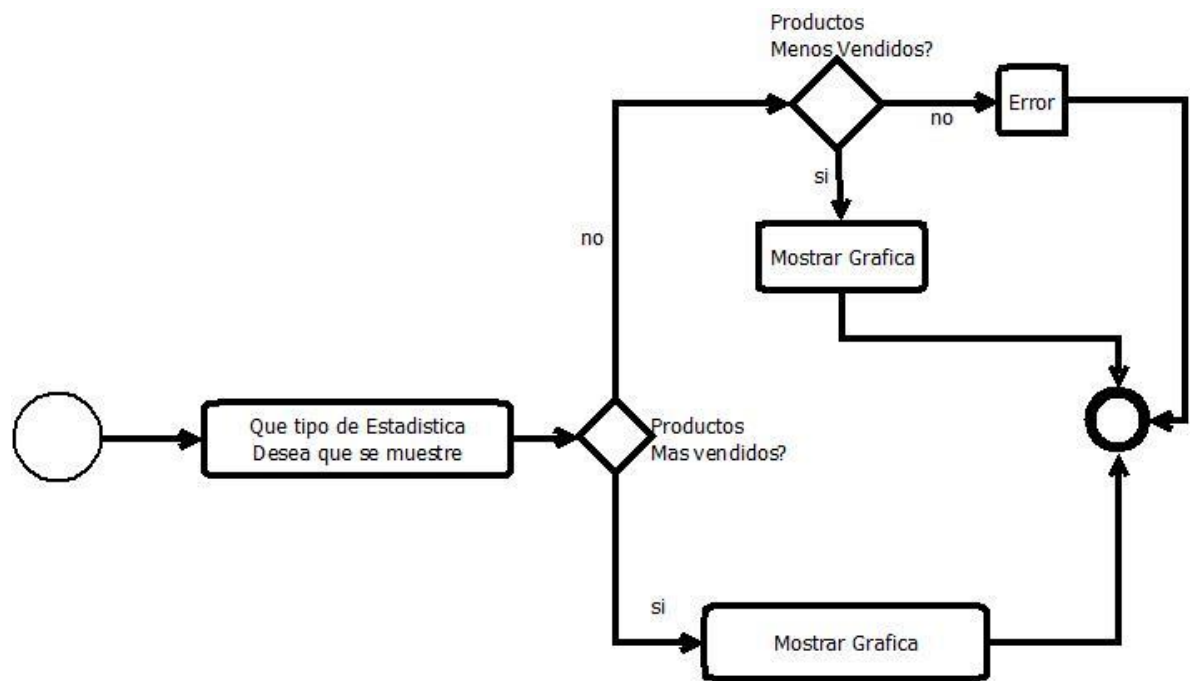 Productos
Menos Vendidos?
Error
no
si
Mostrar Grafica
no
Que tipo de Estadistica
Desea que se muestre
Productos
Mas vendidos?
si
Mostrar Grafica